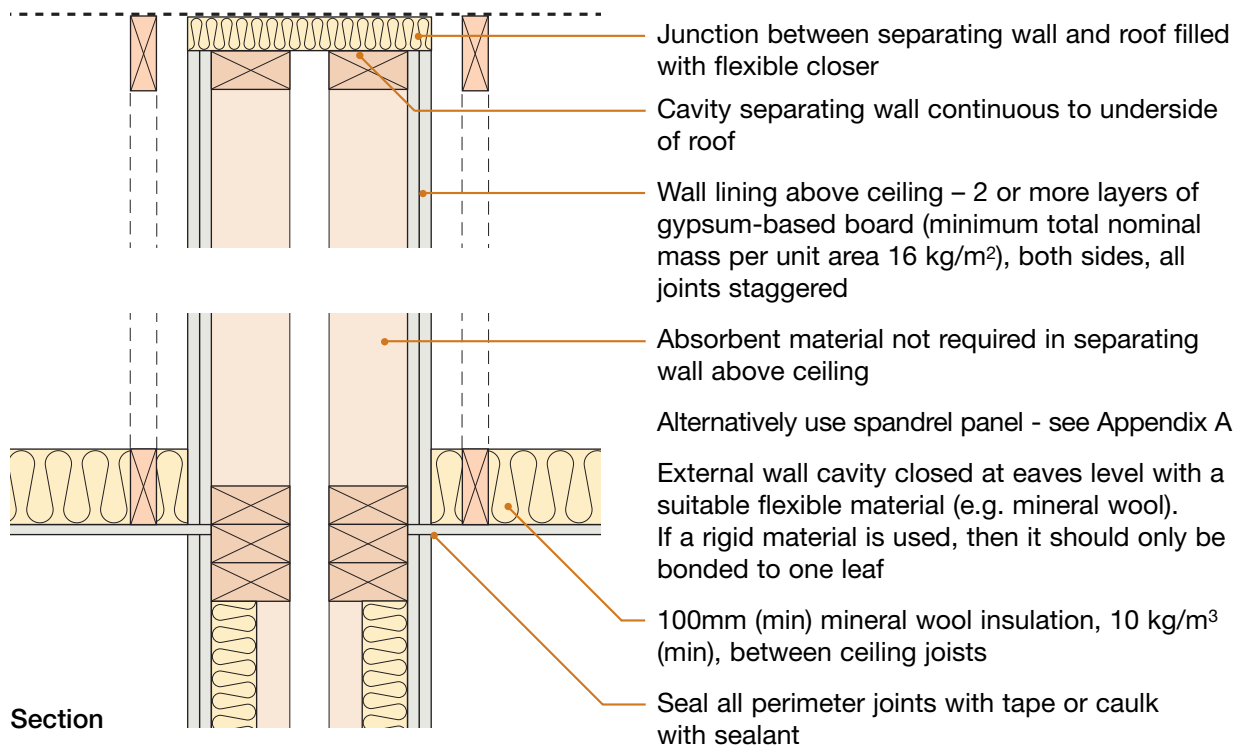 Junction between separating wall and roof filled
with flexible closer
Cavity separating wall continuous to underside
of roof
Wall lining above ceiling – 2 or more layers of
gypsum-based board (minimum total nominal
mass per unit area 16 kg/m²), both sides, all
joints staggered
Absorbent material not required in separating
wall above ceiling
Alternatively use spandrel panel - see Appendix A
External wall cavity closed at eaves level with a
suitable flexible material (e.g. mineral wool).
If a rigid material is used, then it should only be
bonded to one leaf
100mm (min) mineral wool insulation, 10 kg/m³
(min), between ceiling joists
Seal all perimeter joints with tape or caulk
with sealant
Section